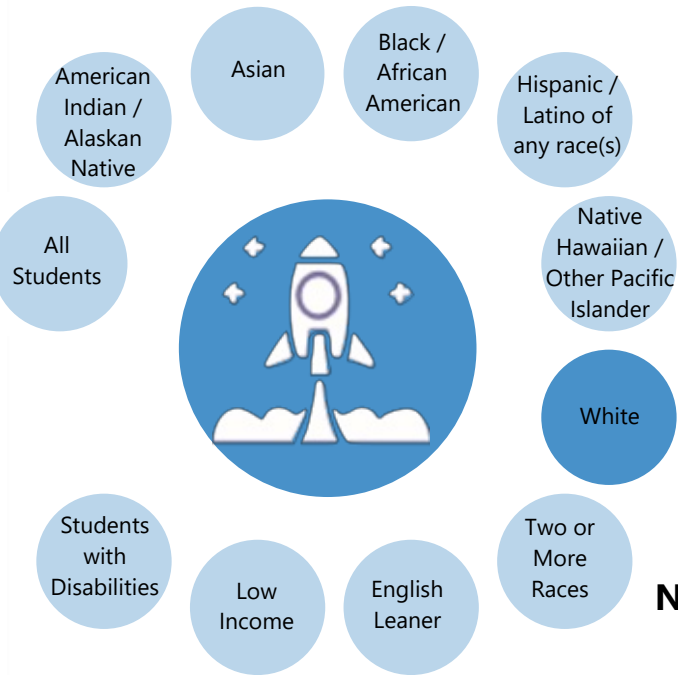 All
Students
American
Indian /
Alaskan
Native
Asian
Black /
African
American
Hispanic /
Latino of
any race(s)
Native
Hawaiian /
Other Pacific
Islander
White
Two or
More
Races
English
Leaner
Low
Income
Students
with
Disabilities
N